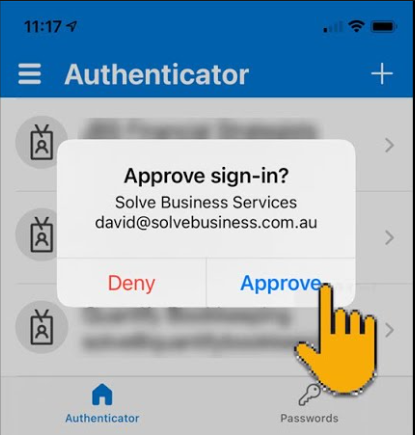 11:17
Authenticator
Approve sign-in?
Solve Business Services
david@solvebusiness.com.au
Deny Approve
Authenticator Passwords